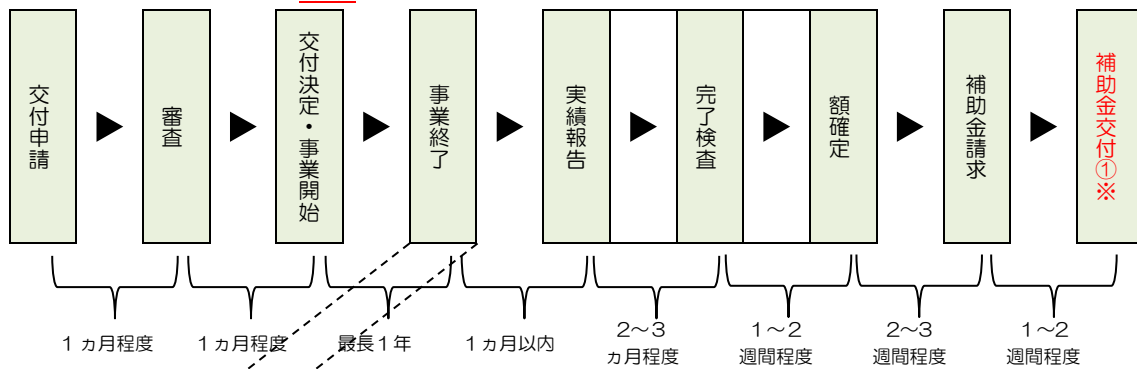 交付申請
審査
交付決定・事業開始
事業終了
実績報告
完了検査
額確定
補助金請求
補助金交付①※
１ヵ月程度
１ヵ月程度
最長１年
１ヵ月以内
２～３
ヵ月程度
１～２
週間程度
２～３
週間程度
１～２
週間程度